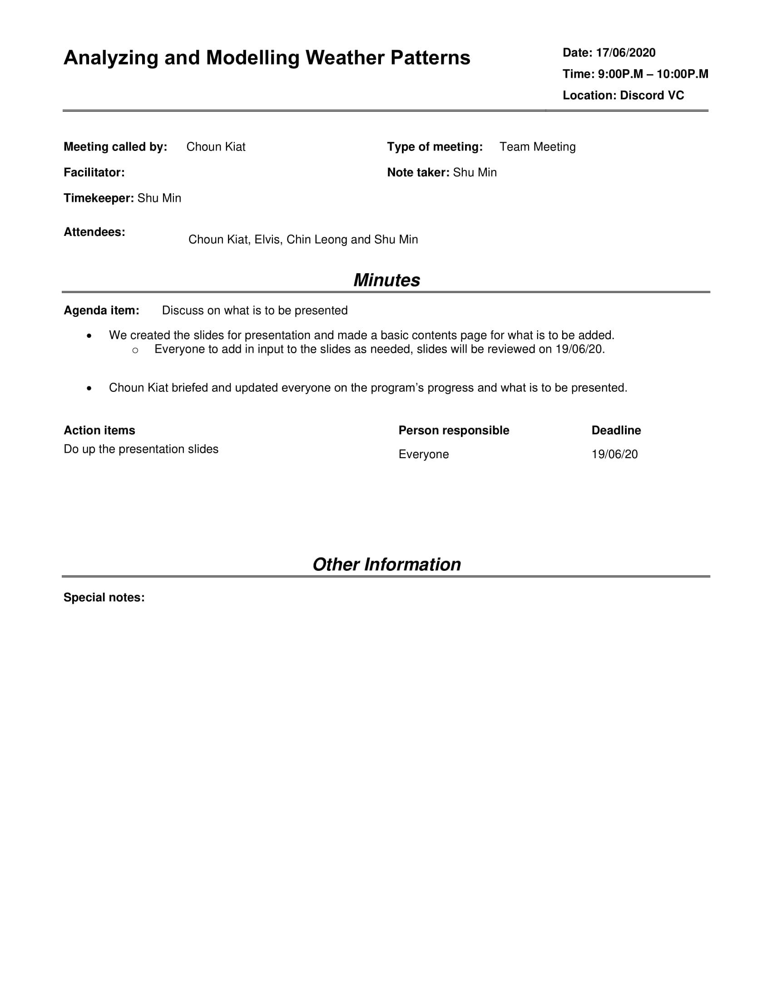 Analyzing and Modelling Weather Patterns
Date: 17/06/2020
Time: 9:00P.M – 10:00P.M
Location: Discord VC
Meeting called by: Choun Kiat
Type of meeting: Team Meeting
Facilitator:
Note taker: Shu Min
Timekeeper: Shu Min
Attendees:
Choun Kiat, Elvis, Chin Leong and Shu Min
Minutes
Agenda item: Discuss on what is to be presented
• We created the slides for presentation and made a basic contents page for what is to be added.
o Everyone to add in input to the slides as needed, slides will be reviewed on 19/06/20.
• Choun Kiat briefed and updated everyone on the program’s progress and what is to be presented.
Action items Person responsible Deadline
Do up the presentation slides
Everyone 19/06/20
Other Information
Special notes: